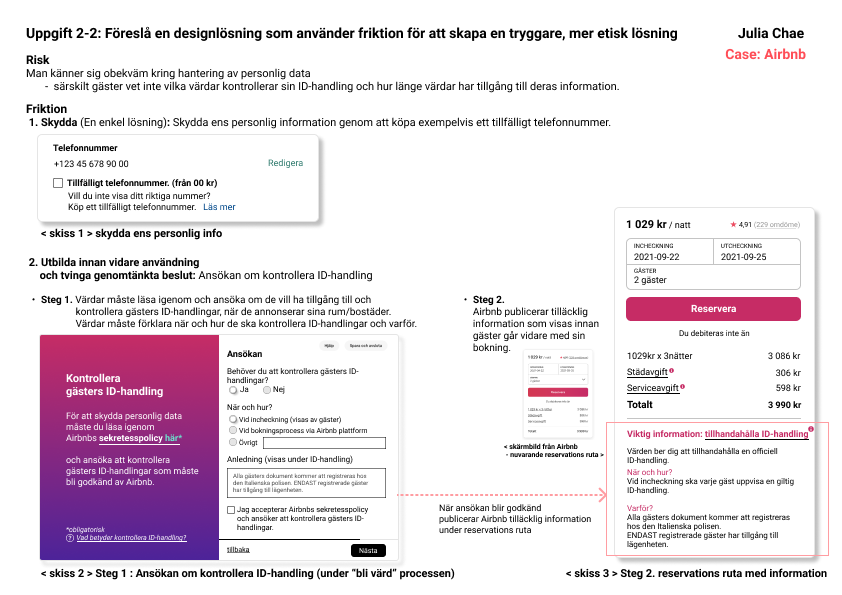 Uppgift 2-2: Föreslå en designlösning som använder friktion för att skapa en tryggare, mer etisk lösning
Julia Chae
Case: Airbnb
Risk
Man känner sig obekväm kring hantering av personlig data
- särskilt gäster vet inte vilka värdar kontrollerar sin ID-handling och hur länge värdar har tillgång till deras information.
Friktion
1. Skydda (En enkel lösning): Skydda ens personlig information genom att köpa exempelvis ett tillfälligt telefonnummer.
Telefonnummer
+123 45 678 90 00
Redigera
Tillfälligt telefonnummer. (från 00 kr)
Vill du inte visa ditt riktiga nummer?
Köp ett tillfälligt telefonnummer. Läs mer
< skiss 1 > skydda ens personlig info
2. Utbilda innan vidare användning
och tvinga genomtänkta beslut: Ansökan om kontrollera ID-handling
• Steg 1. Värdar måste läsa igenom och ansöka om de vill ha tillgång till och
kontrollera gästers ID-handlingar, när de annonserar sina rum/bostäder.
Värdar måste förklara när och hur de ska kontrollera ID-handlingar och varför.
Kontrollera
gästers ID-handling
För att skydda personlig data
måste du läsa igenom
Airbnbs sekretesspolicy här*
och ansöka att kontrollera
gästers ID-handlingar som måste
bli godkänd av Airbnb.
*obligatorisk
? Vad betyder kontrollera ID-handling?
Hjälp
Spara och avsluta
Ansökan
Behöver du att kontrollera gästers ID-
handlingar?
Ja
Nej
När och hur?
Vid incheckning (visas av gäster)
Vid bokningsprocess via Airbnb plattform
Övrigt
Anledning (visas under ID-handling)
Alla gästers dokument kommer att registreras
hos den Italienska polisen. ENDAST registrerade gäster
har tillgång till lägenheten.
Jag accepterar Airbnbs sekretesspolicy
och ansöker att kontrollera gästers ID-
handlingar.
tillbaka
Nästa
< skiss 2 > Steg 1 : Ansökan om kontrollera ID-handling (under "bli värd" processen)
• Steg 2.
Airbnb publicerar tillräcklig
information som visas innan
gäster går vidare med sin
bokning.
1 029 kr / natt
Reservera
Totalt
3 990 kr
< skärmbild från Airbnb
- nuvarande reservations ruta >
När ansökan blir godkänd
publicerar Airbnb tillräcklig information
under reservations ruta
1 029 kr / natt
★ 4,91 (229 omdöme)
INCHECKNING
2021-09-22
UTCHECKNING
2021-09-25
GÄSTER
2 gäster
Reservera
Du debiteras inte än
1029kr x 3nätter
3 086 kr
Städavgift
306 kr
Serviceavgift
598 kr
Totalt
3 990 kr
Viktig information: tillhandahålla ID-handling
Värden ber dig att tillhandahålla en officiell
ID-handling.
När och hur?
Vid incheckning ska varje gäst uppvisa en giltig
ID-handling.
Varför?
Alla gästers dokument kommer att registreras
hos den Italienska polisen.
ENDAST registrerade gäster har tillgång till
lägenheten.
< skiss 3 > Steg 2. reservations ruta med information